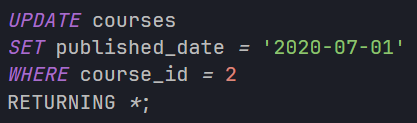 UPDATE courses
SET published_date = '2020-07-01'
WHERE course_id = 2
RETURNING *;